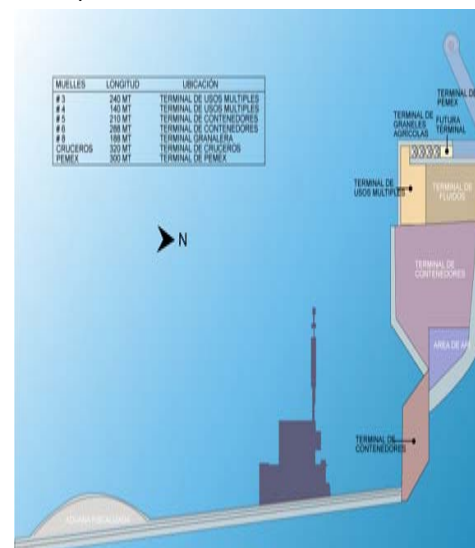 MUELLES LONGITUD UBICACIÓN
# 3 240 MT TERMINAL DE USOS MULTIPLES
# 4 140 MT TERMINAL DE USOS MULTIPLES
# 5 210 MT TERMINAL DE CONTENEDORES
# 6 288 MT TERMINAL DE CONTENEDORES
# 8 188 MT TERMINAL GRANALERA
CRUCEROS 320 MT TERMINAL DE CRUCEROS
PEMEX 300 MT TERMINAL DE PEMEX
N
TERMINAL DE
PEMEX
TERMINAL DE
GRANELES
AGRÍCOLAS
FUTURA
TERMINAL
TERMINAL DE
USOS MULTIPLES
TERMINAL DE
FLUIDOS
TERMINAL DE
CONTENEDORES
AREA DE
TERMINAL DE
CONTENEDORES